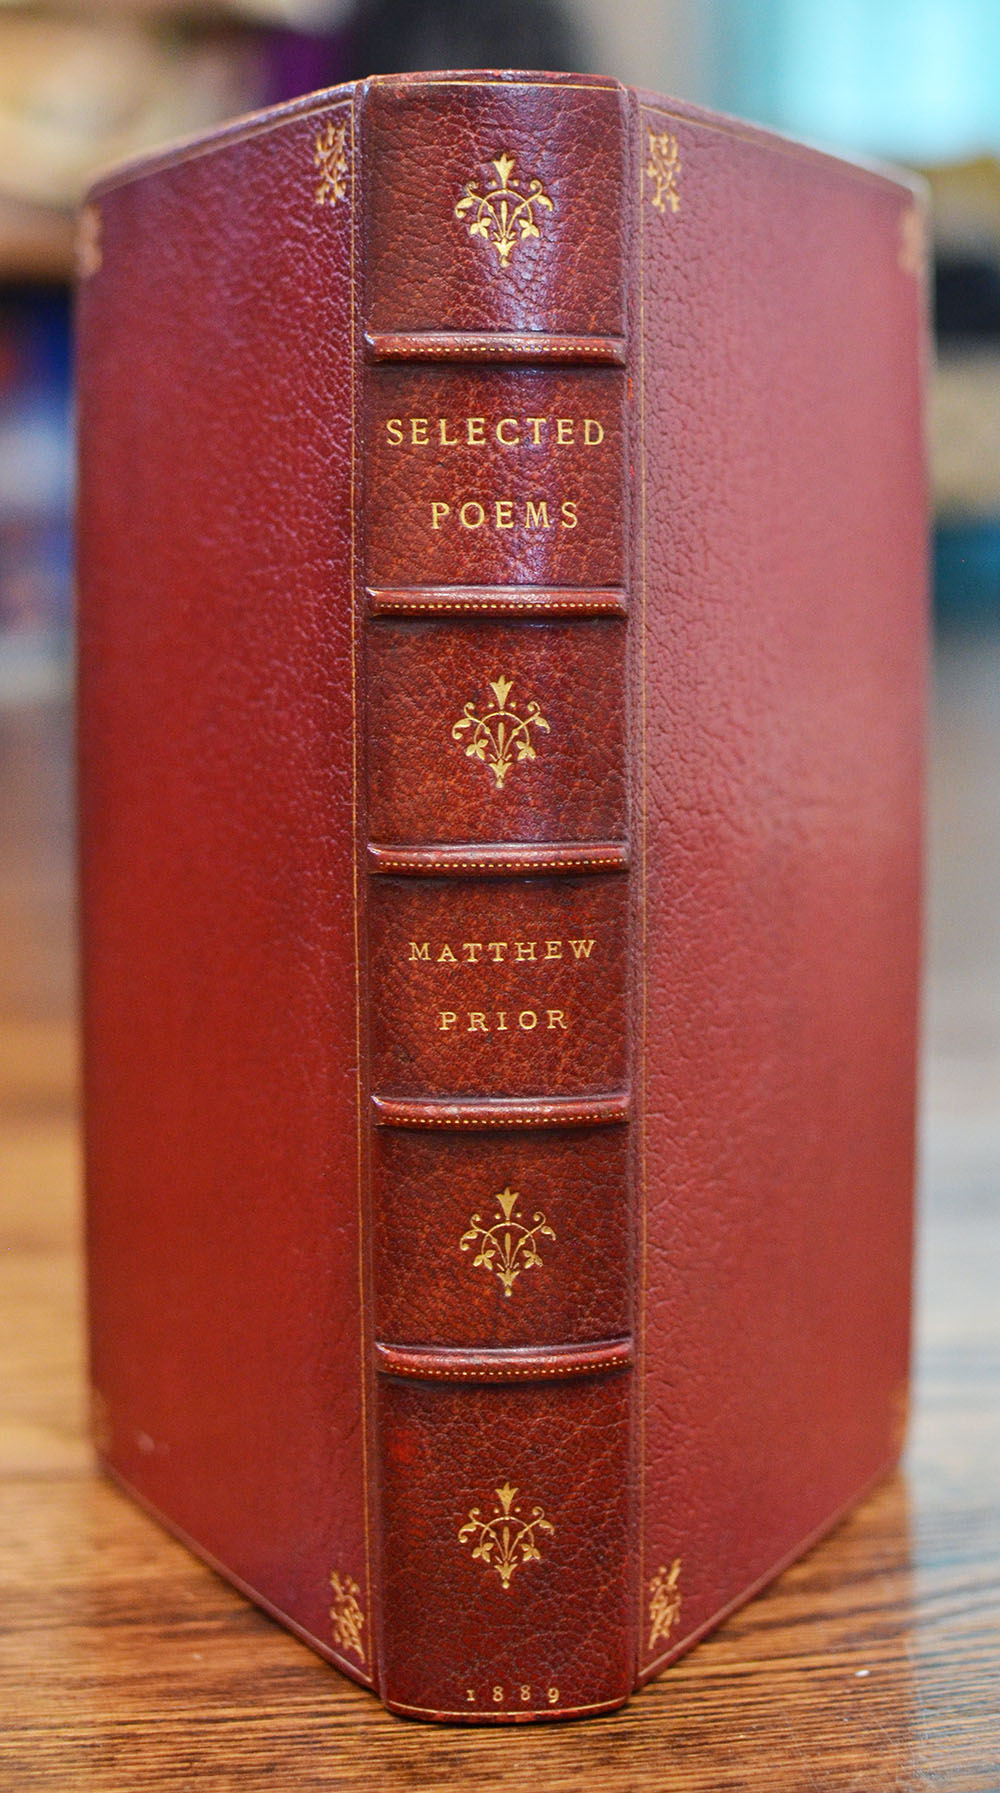 SELECTED
POEMS
MATTHEW
PRIOR
1889